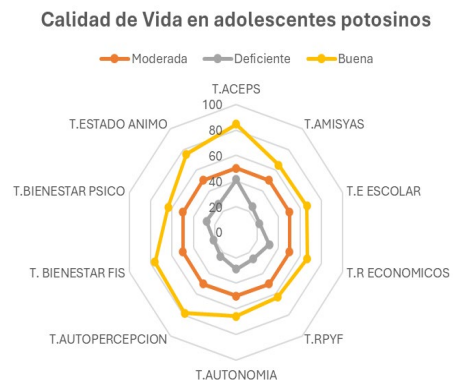 Calidad de Vida en adolescentes potosinos
Moderada Deficiente Buena
T.ACEPS
100
T.ESTADO ANIMO 80 T.AMISYAS
60
40
T.BIENESTAR PSICO 20 T.E ESCOLAR
0
T. BIENESTAR FIS T.R ECONOMICOS
T.AUTOPERCEPCION T.RPYF
T.AUTONOMIA